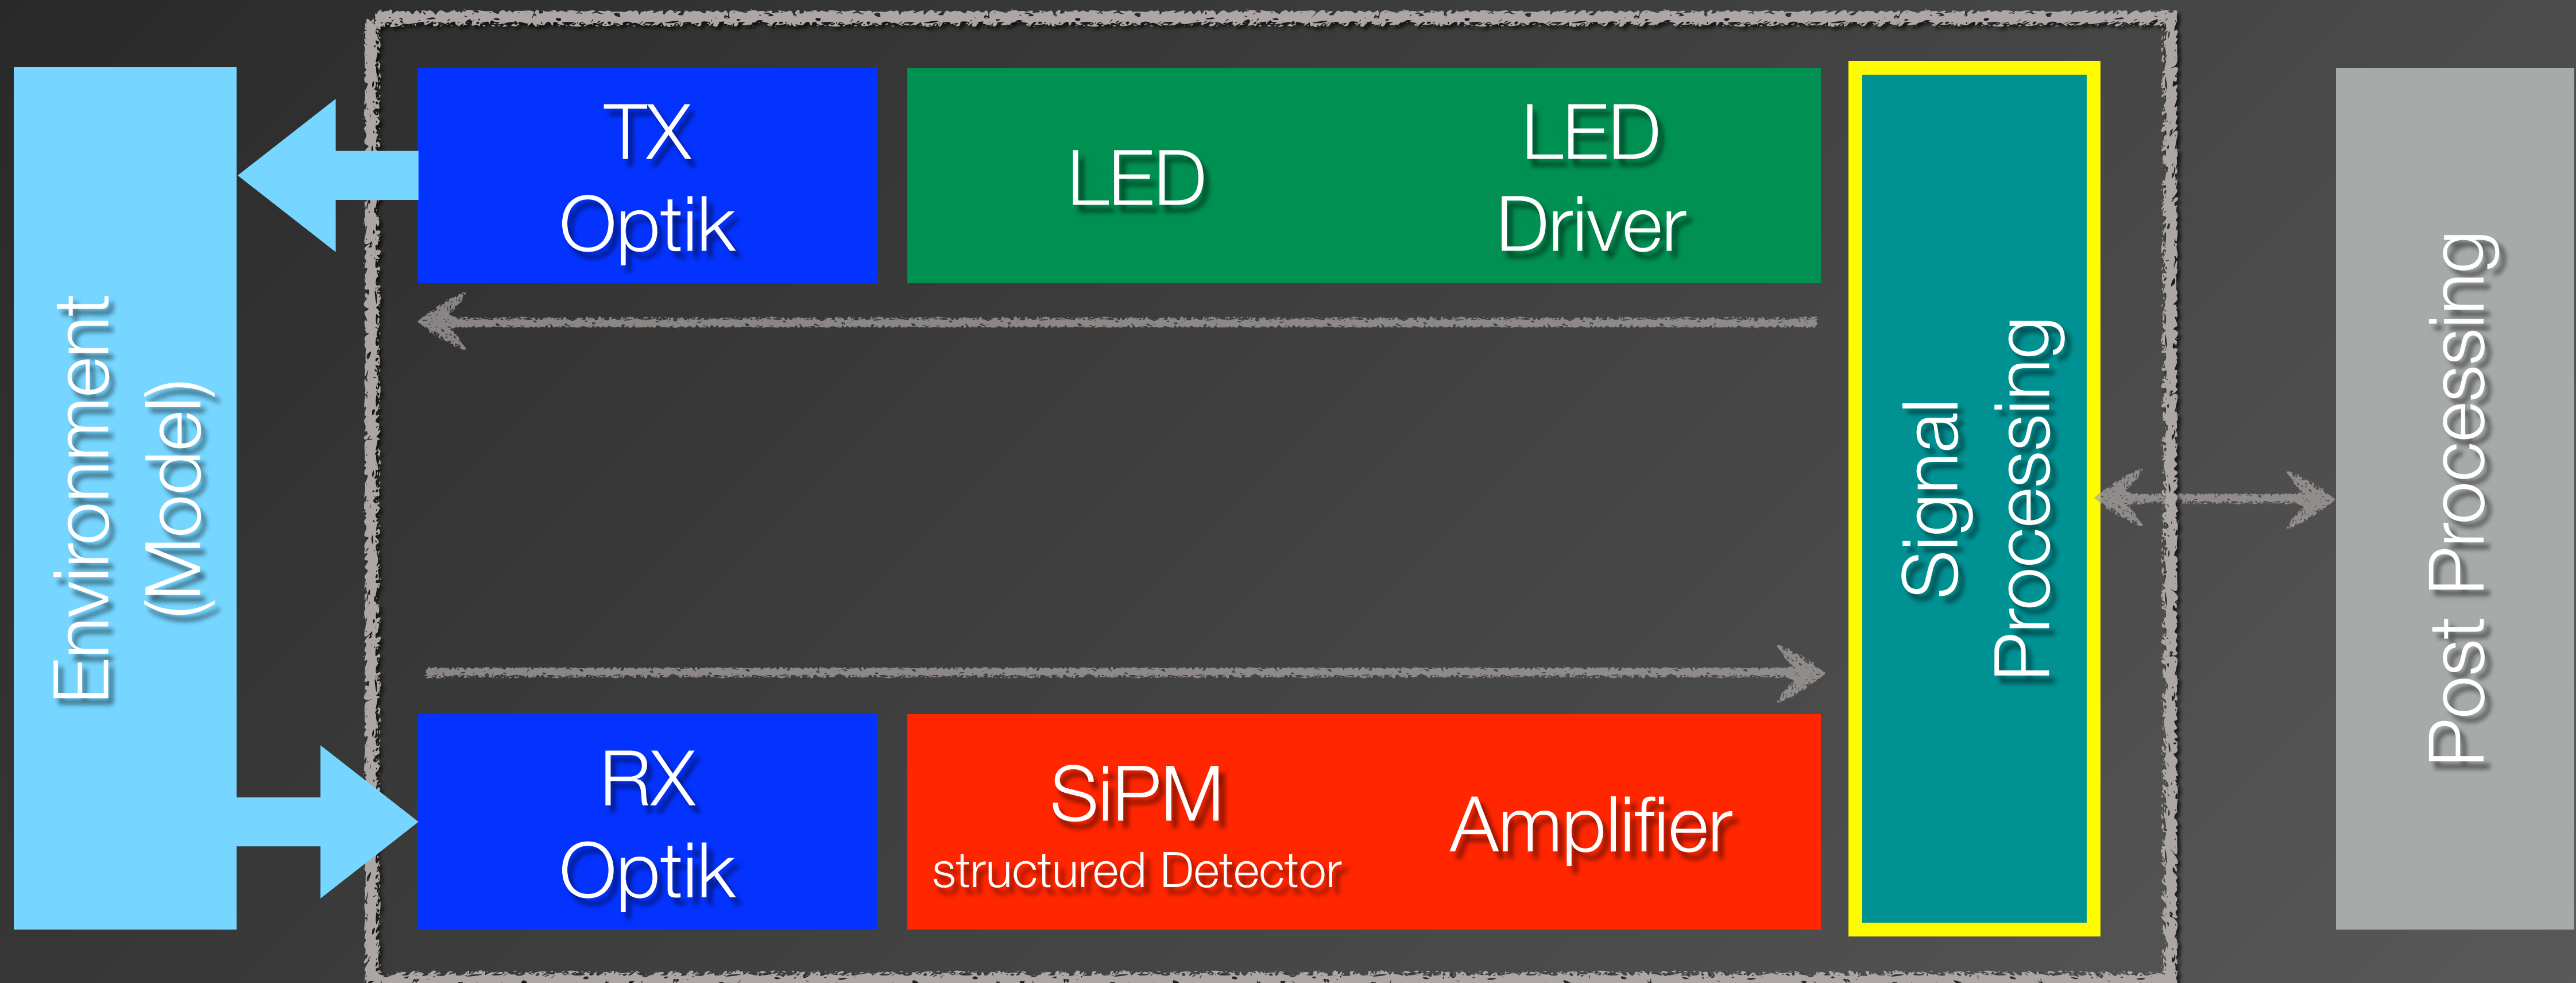 Environment
(Model)
TX
Optik
LED
LED
Driver
RX
Optik
SiPM
structured Detector
Amplifier
Signal
Processing
Post Processing